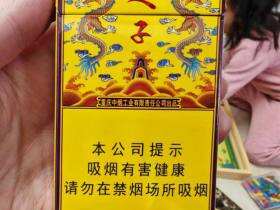 子
重庆中烟工业有限责任公司出品
本公司提示
吸烟有害健康
请勿在禁烟场所吸烟